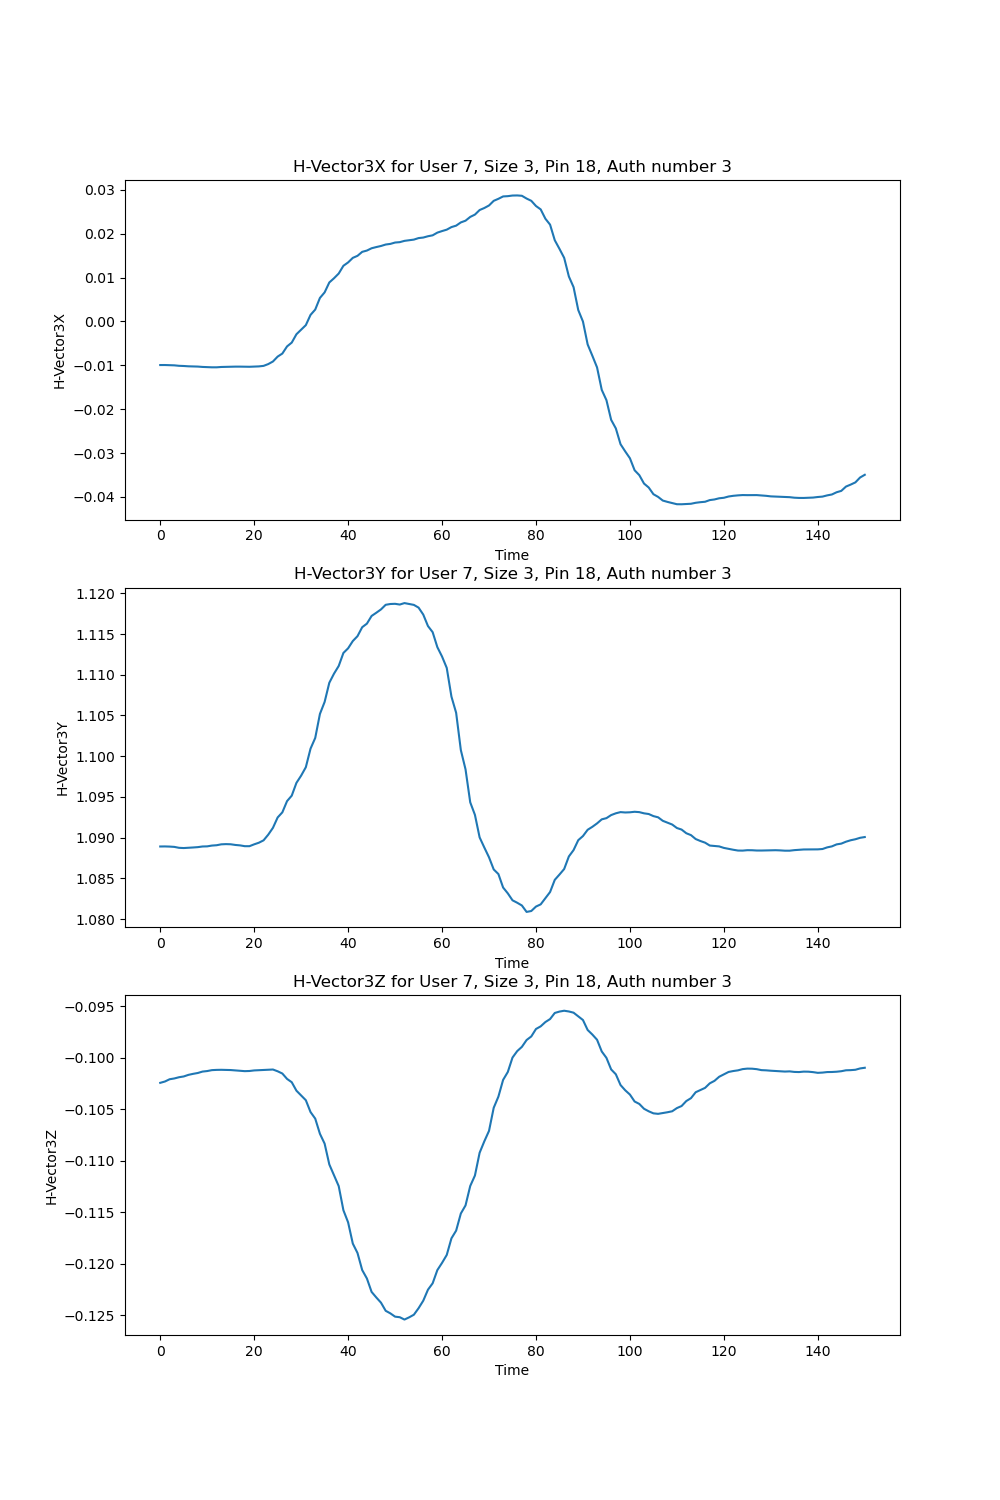 H-Vector3X for User 7, Size 3, Pin 18, Auth number 3
0.03
0.02
0.01
0.00
−0.01
−0.02
−0.03
−0.04
H-Vector3X
0 20 40 60 80 100 120 140
Time
H-Vector3Y for User 7, Size 3, Pin 18, Auth number 3
1.120
1.115
1.110
1.105
1.100
1.095
1.090
1.085
1.080
H-Vector3Y
0 20 40 60 80 100 120 140
Time
H-Vector3Z for User 7, Size 3, Pin 18, Auth number 3
−0.095
−0.100
−0.105
−0.110
−0.115
−0.120
−0.125
H-Vector3Z
0 20 40 60 80 100 120 140
Time